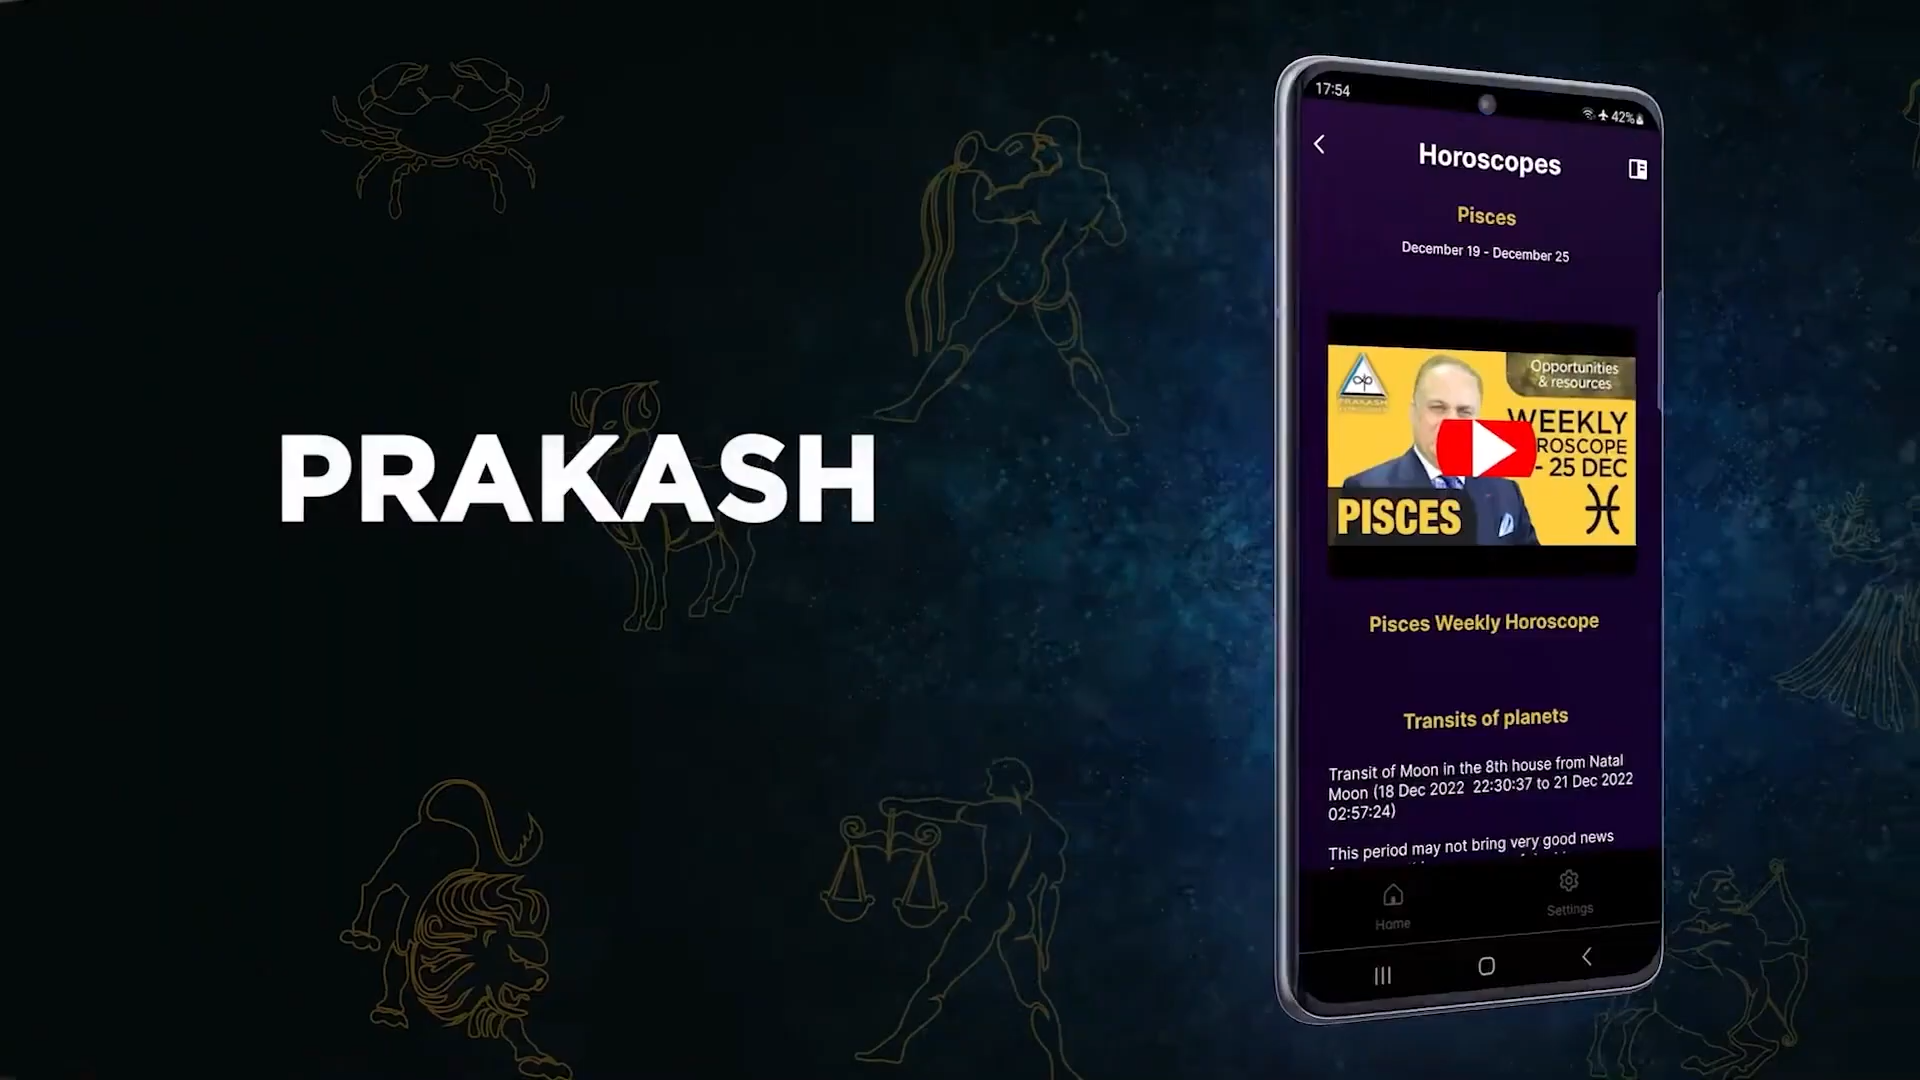 PRAKASH
17:54
42%
Horoscopes
Pisces
December 19 - December 25
PRAKASH
Opportunities
& resources
WEEKLY
ROSCOPE
- 25 DEC
PISCES
Pisces Weekly Horoscope
Transits of planets
Transit of Moon in the 8th house from Natal
Moon (18 Dec 2022 22:30:37 to 21 Dec 2022
02:57:24)
This period may not bring very good news
Home
Settings